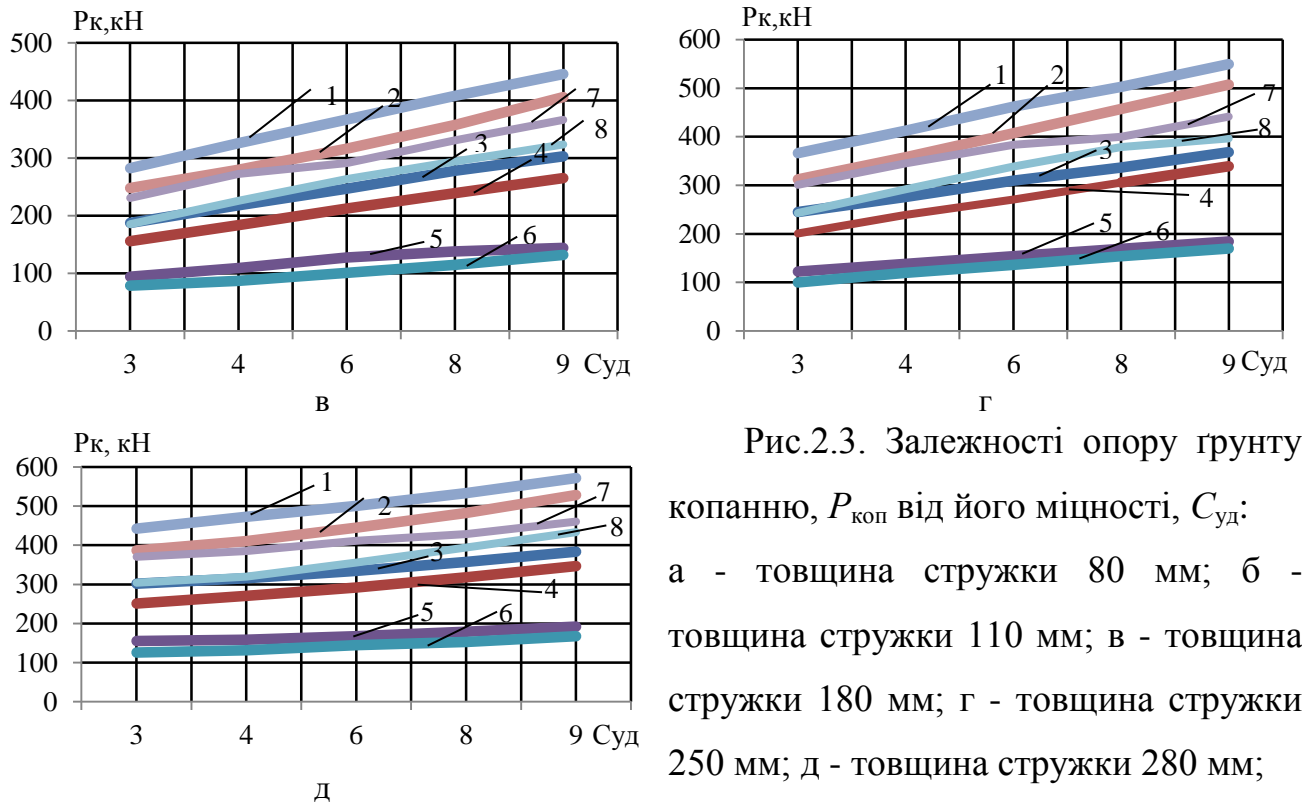 Рк,кН
500
400
300
200
100
0
1
2
7
8
3
4
5
6
3 4 6 8 9 Суд
в
Рк,кН
600
500
400
300
200
100
0
1
2
7
8
3
4
5
6
3 4 6 8 9 Суд
г
Рк, кН
600
500
400
300
200
100
0
1
2
7
8
3
4
5
6
3 4 6 8 9 Суд
д
Рис.2.3. Залежності опору ґрунту
копанню, Pкоп від його міцності, Cуд:
а - товщина стружки 80 мм; б -
товщина стружки 110 мм; в - товщина
стружки 180 мм; г - товщина стружки
250 мм; д - товщина стружки 280 мм;